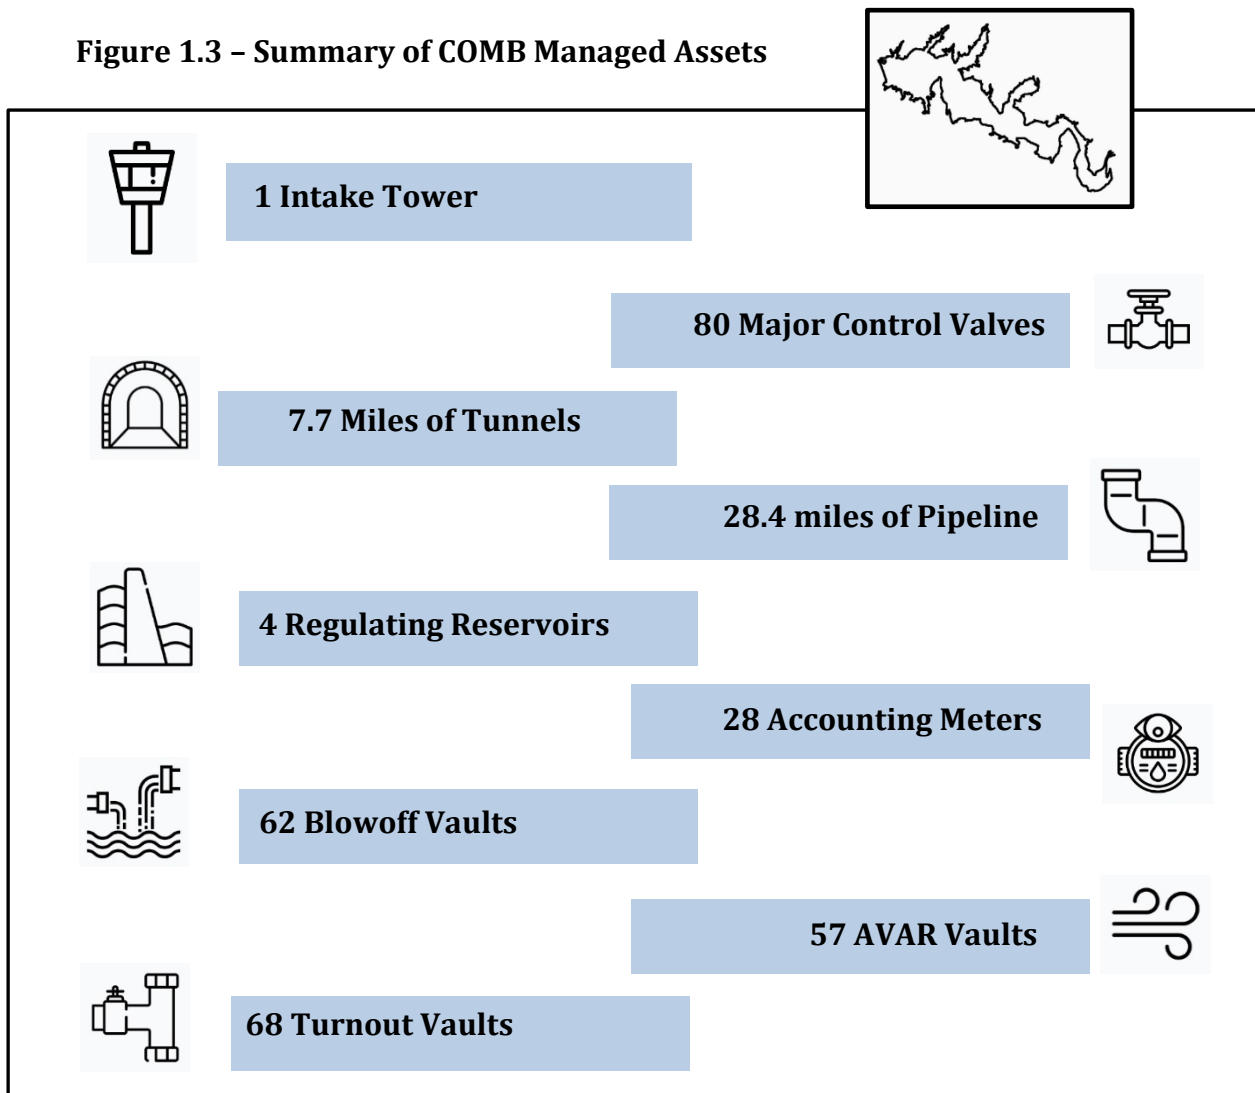 Figure 1.3 – Summary of COMB Managed Assets
1 Intake Tower
80 Major Control Valves
7.7 Miles of Tunnels
28.4 miles of Pipeline
4 Regulating Reservoirs
28 Accounting Meters
62 Blowoff Vaults
57 AVAR Vaults
68 Turnout Vaults